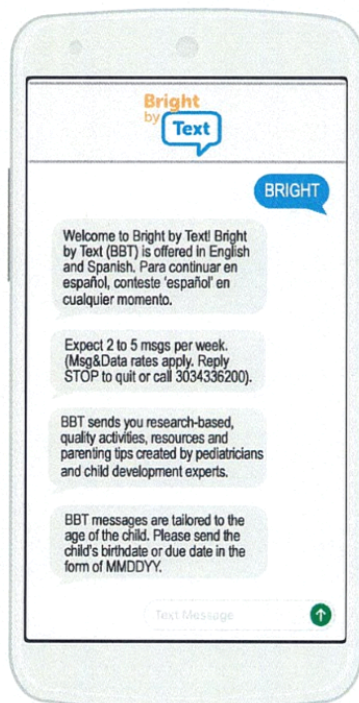 Bright
by
Text
BRIGHT
Welcome to Bright by Text! Bright
by Text (BBT) is offered in English
and Spanish. Para continuar en
español, conteste 'español' en
cualquier momento.
Expect 2 to 5 msgs per week.
(Msg&Data rates apply. Reply
STOP to quit or call 3034336200).
BBT sends you research-based,
quality activities, resources and
parenting tips created by pediatricians
and child development experts.
BBT messages are tailored to the
age of the child. Please send the
child's birthdate or due date in the
form of MMDDYY.
Text Message